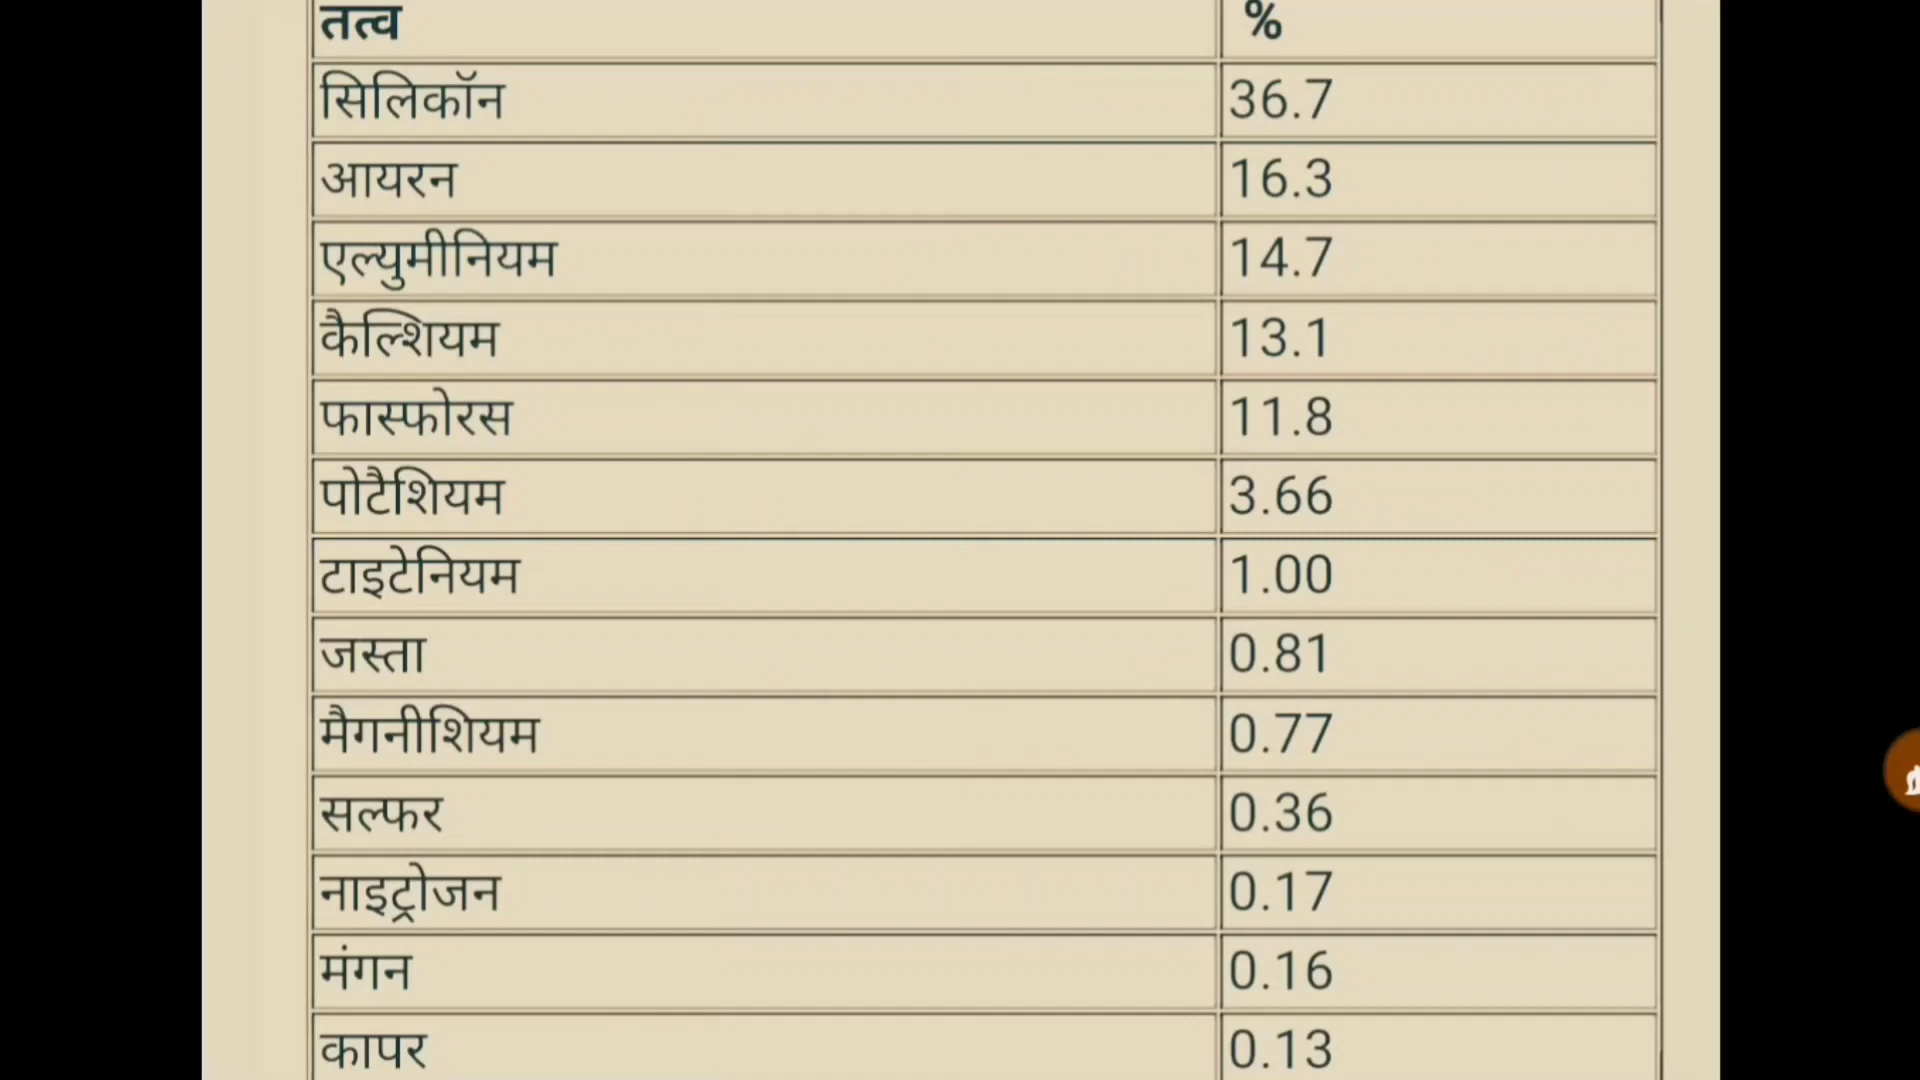 तत्व %
सिलिकॉन 36.7
आयरन 16.3
एल्युमीनियम 14.7
कैल्शियम 13.1
फास्फोरस 11.8
पोटैशियम 3.66
टाइटेनियम 1.00
जस्ता 0.81
मैगनीशियम 0.77
सल्फर 0.36
नाइट्रोजन 0.17
मंगन 0.16
कापर 0.13